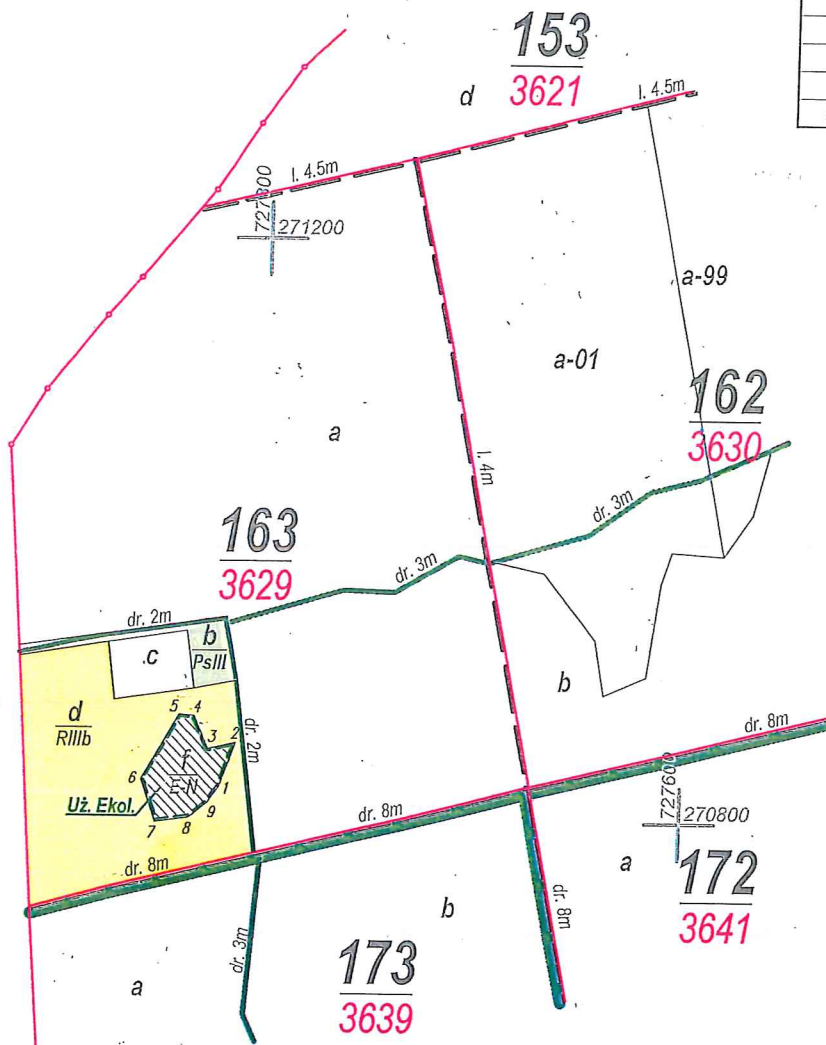 153
3621
d
l. 4.5m
l. 4.5m
727800
271200
a-99
a-01
162
3630
a
l. 4m
dr. 3m
163
3629
dr. 3m
dr. 2m
.c
b
PsIII
b
d
RIIIb
5 4
3 2
dr. 2m
dr. 8m
f
E-N
6
1
Uż. Ekol.
9
7 8
727600
270800
dr. 8m
dr. 8m
a
172
3641
b
dr. 8m
dr. 3m
173
3639
a